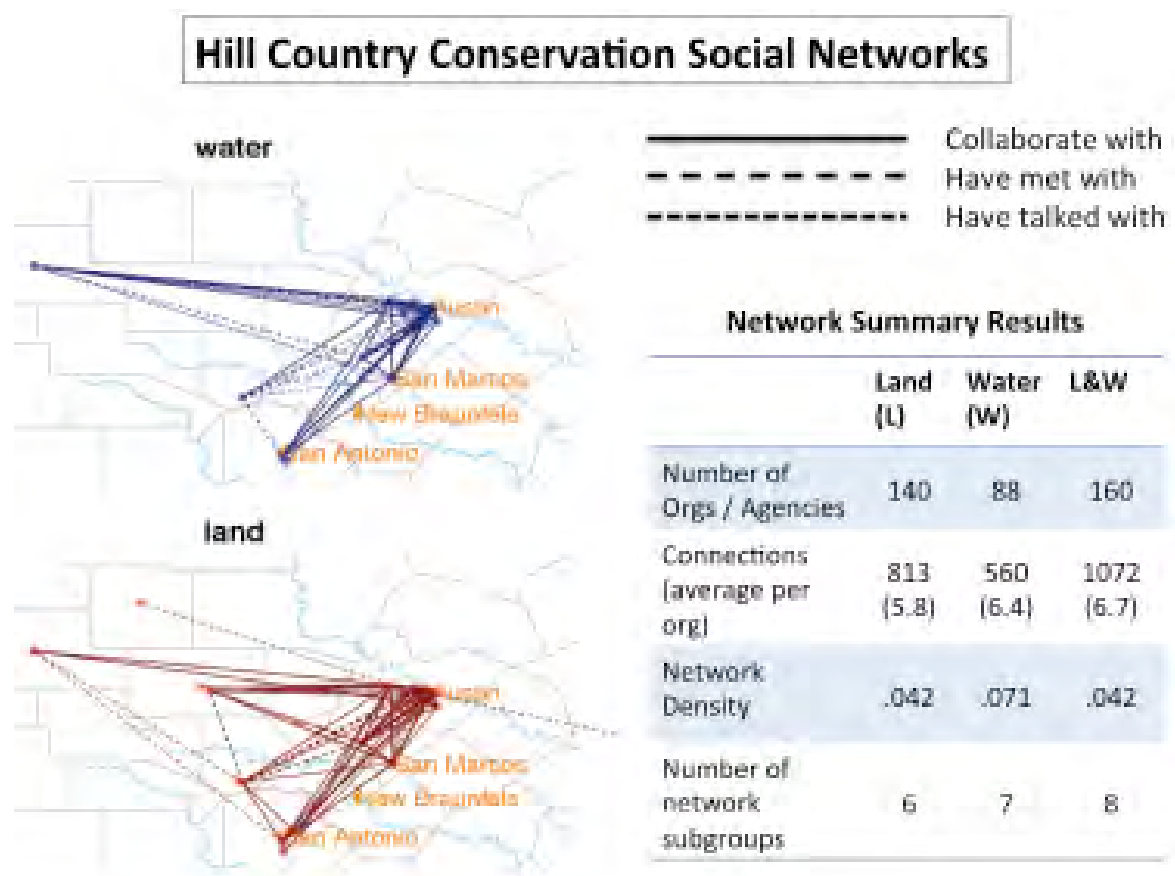 Hill Country Conservation Social Networks
water
Collaborate with
Have met with
Have talked with
Austin
San Marcos
New Braunfels
San Antonio
land
Austin
San Marcos
New Braunfels
San Antonio
Network Summary Results
Land Water L&W
(L) (W)
Number of
Orgs / Agencies 140 88 160
Connections 813 560 1072
(average per (5.8) (6.4) (6.7)
org)
Network
Density .042 .071 .042
Number of
network 6 7 8
subgroups